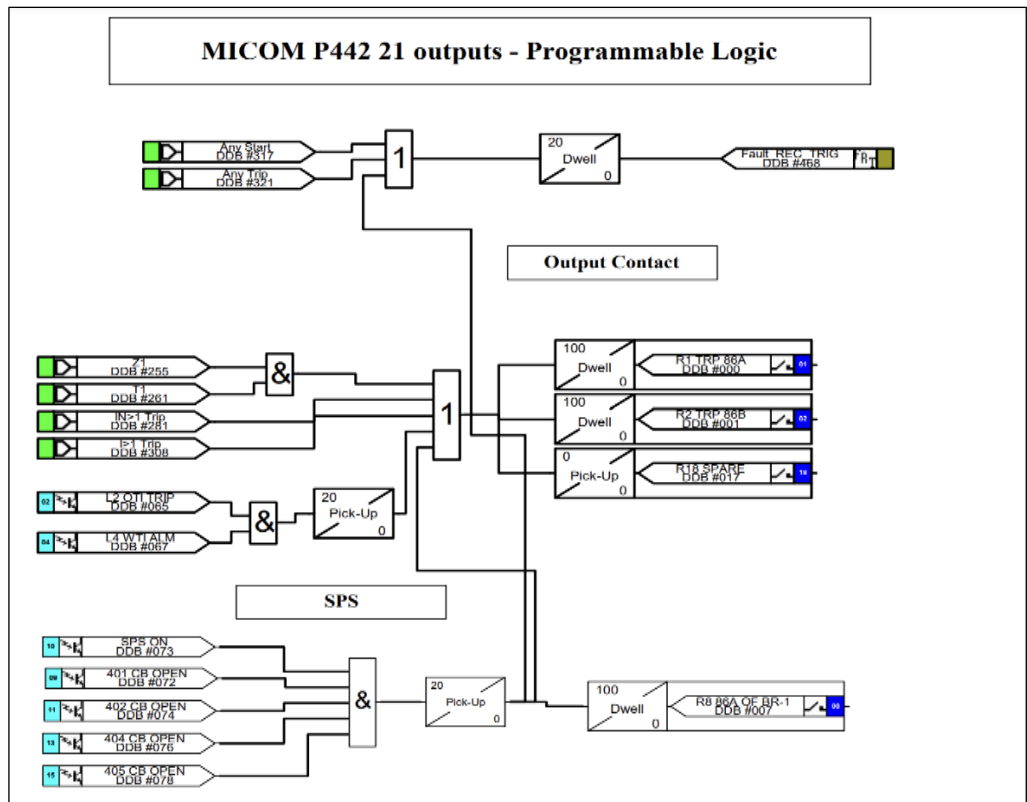 MICOM P442 21 outputs - Programmable Logic
Any Start
DDB #317
Any Trip
DDB #321
1
20
Dwell
0
Fault_REC_TRIG
DDB #468
FRT
Output Contact
Z1
DDB #255
T1
DDB #261
IN>1 Trip
DDB #281
I>1 Trip
DDB #308
&
1
100
Dwell
0
R1 TRP 86A
DDB #000
01
100
Dwell
0
R2 TRP 86B
DDB #001
02
0
Pick-Up
0
R18 SPARE
DDB #017
18
02
L2 OTI TRIP
DDB #065
04
L4 WTI ALM
DDB #067
&
20
Pick-Up
0
SPS
10
SPS ON
DDB #073
09
401 CB OPEN
DDB #072
11
402 CB OPEN
DDB #074
13
404 CB OPEN
DDB #076
15
405 CB OPEN
DDB #078
&
20
Pick-Up
0
100
Dwell
0
R8 86A OF BR-1
DDB #007